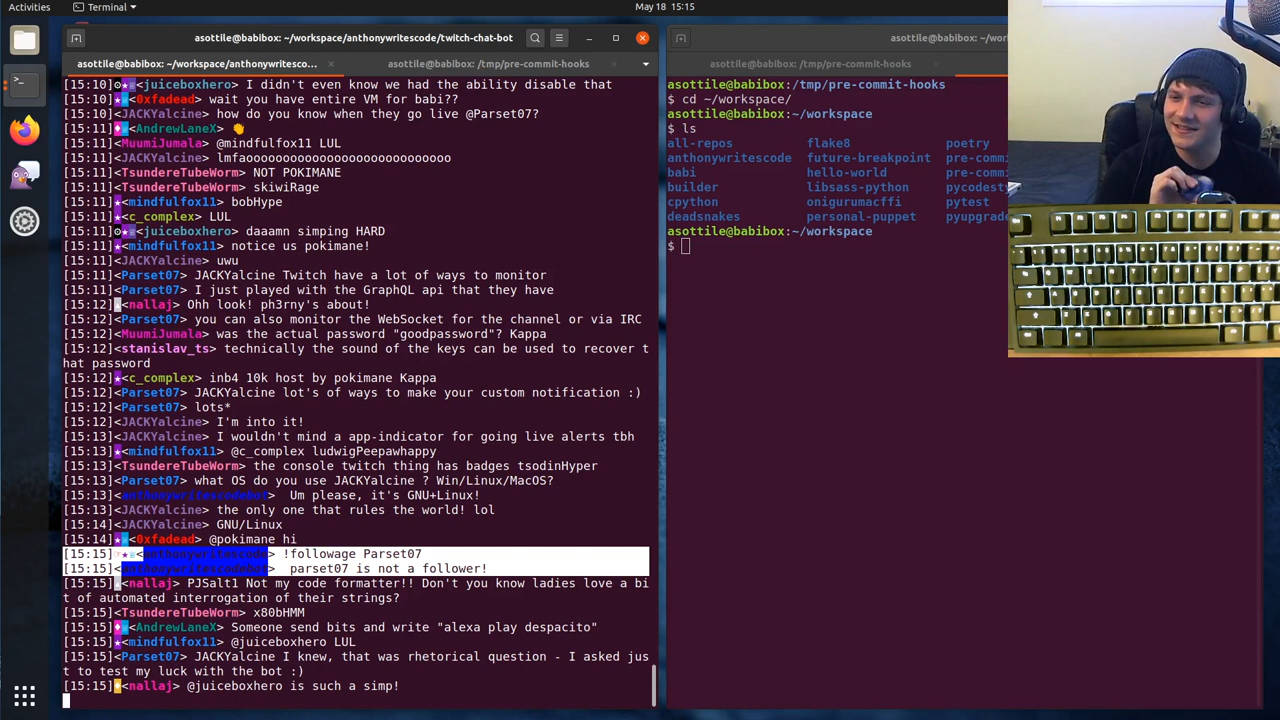 Activities
Terminal
May 18 15:15
asottile@babibox: ~/workspace/anthonywritescode/twitch-chat-bot
asottile@babibox: ~/wor
asottile@babibox: ~/workspace/anthonywritesco...
asottile@babibox: /tmp/pre-commit-hooks
asottile@babibox: /tmp/pre-commit-hooks
[15:10] <juiceboxhero> I didn't even know we had the ability disable that
[15:10] <0xfadead> wait you have entire VM for babi??
[15:10]<JACKYalcine> how do you know when they go live @Parset07?
[15:11] <AndrewLaneX> 👏
[15:11]<MuumiJumala> @mindfulfox11 LUL
[15:11]<JACKYalcine> lmfaooooooooooooooooooooooooooooo
[15:11]<TsundereTubeWorm> NOT POKIMANE
[15:11]<TsundereTubeWorm> skiwiRage
[15:11]★<mindfulfox11> bobHype
[15:11]★<c_complex> LUL
[15:11] <juiceboxhero> daaamn simping HARD
[15:11]★<mindfulfox11> notice us pokimane!
[15:11]<JACKYalcine> uwu
[15:11]<Parset07> JACKYalcine Twitch have a lot of ways to monitor
[15:11]<Parset07> I just played with the GraphQL api that they have
[15:12] <nallaj> Ohh look! ph3rny's about!
[15:12]<Parset07> you can also monitor the WebSocket for the channel or via IRC
[15:12]<MuumiJumala> was the actual password "goodpassword"? Kappa
[15:12]<stanislav_ts> technically the sound of the keys can be used to recover t
hat password
[15:12]★<c_complex> inb4 10k host by pokimane Kappa
[15:12]<Parset07> JACKYalcine lot's of ways to make your custom notification :)
[15:12]<Parset07> lots*
[15:12]<JACKYalcine> I'm into it!
[15:13]<JACKYalcine> I wouldn't mind a app-indicator for going live alerts tbh
[15:13]★<mindfulfox11> @c_complex ludwigPeepawhappy
[15:13]<TsundereTubeWorm> the console twitch thing has badges tsodinHyper
[15:13]<Parset07> what OS do you use JACKYalcine ? Win/Linux/MacOS?
[15:13]<anthonywritescodebot>  Um please, it's GNU+Linux!
[15:13]<JACKYalcine> the only one that rules the world! lol
[15:14]<JACKYalcine> GNU/Linux
[15:14] <0xfadead> @pokimane hi
[15:15] <anthonywritescode> !followage Parset07
[15:15]<anthonywritescodebot>  parset07 is not a follower!
[15:15] <nallaj> PJSalt1 Not my code formatter!! Don't you know ladies love a bi
t of automated interrogation of their strings?
[15:15]<TsundereTubeWorm> x80bHMM
[15:15] <AndrewLaneX> Someone send bits and write "alexa play despacito"
[15:15]★<mindfulfox11> @juiceboxhero LUL
[15:15]<Parset07> JACKYalcine I knew, that was rhetorical question - I asked jus
t to test my luck with the bot :)
[15:15] <nallaj> @juiceboxhero is such a simp!
asottile@babibox:/tmp/pre-commit-hooks
$ cd ~/workspace/
asottile@babibox:~/workspace
$ ls
all-repos flake8 poetry
anthonywritescode future-breakpoint pre-commi
babi hello-world pre-commi
builder libsass-python pycodesty
cpython onigurumacffi pytest
deadsnakes personal-puppet pyupgrade
asottile@babibox:~/workspace
$